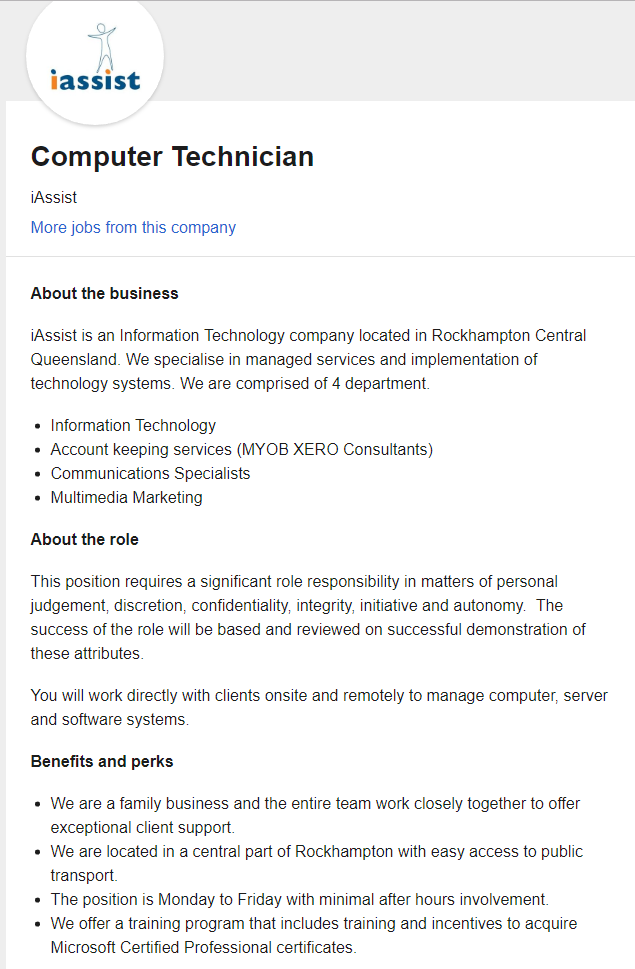 iassist
Computer Technician
iAssist
More jobs from this company
About the business
iAssist is an Information Technology company located in Rockhampton Central
Queensland. We specialise in managed services and implementation of
technology systems. We are comprised of 4 department.
• Information Technology
• Account keeping services (MYOB XERO Consultants)
• Communications Specialists
• Multimedia Marketing
About the role
This position requires a significant role responsibility in matters of personal
judgement, discretion, confidentiality, integrity, initiative and autonomy.  The
success of the role will be based and reviewed on successful demonstration of
these attributes.
You will work directly with clients onsite and remotely to manage computer, server
and software systems.
Benefits and perks
• We are a family business and the entire team work closely together to offer
exceptional client support.
• We are located in a central part of Rockhampton with easy access to public
transport.
• The position is Monday to Friday with minimal after hours involvement.
• We offer a training program that includes training and incentives to acquire
Microsoft Certified Professional certificates.